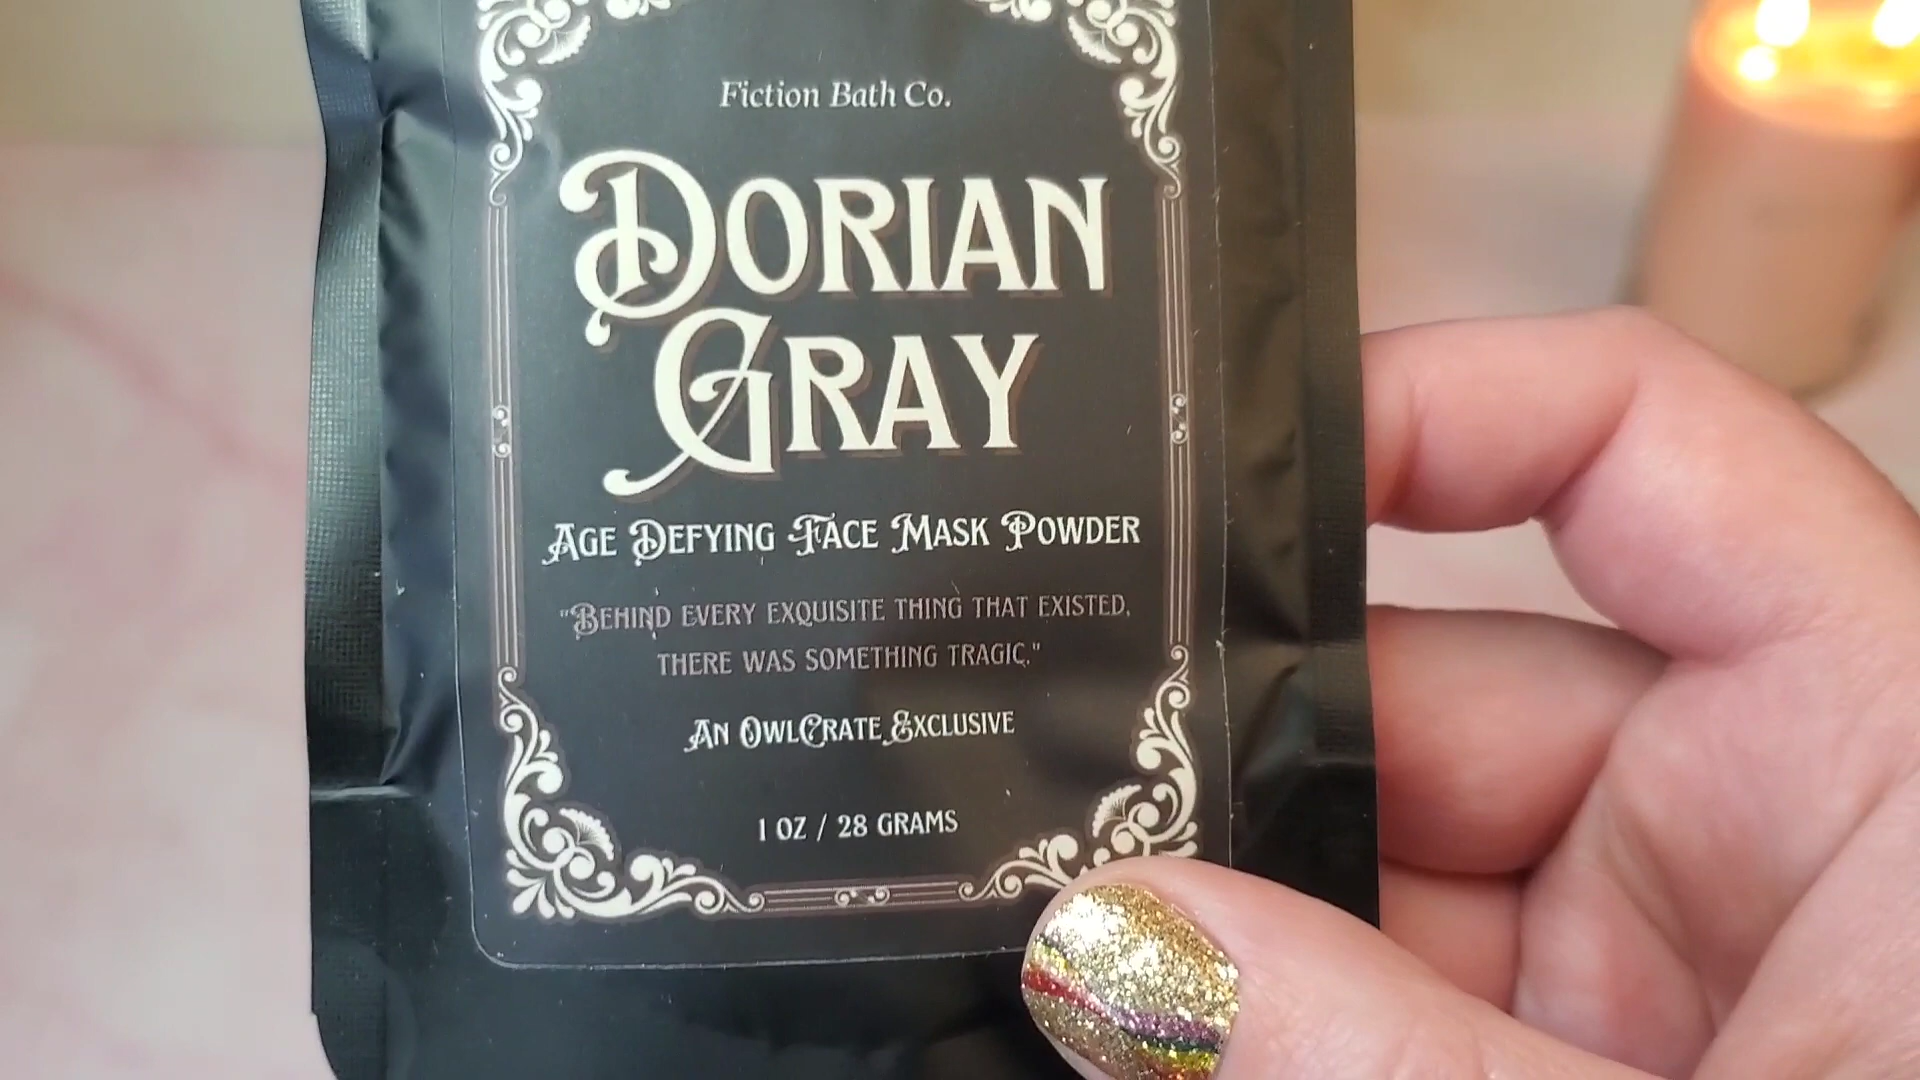 Fiction Bath Co.
DORIAN
GRAY
AGE DEFYING FACE MASK POWDER
"BEHIND EVERY EXQUISITE THING THAT EXISTED,
THERE WAS SOMETHING TRAGIC."
AN OWLCRATE EXCLUSIVE
1 OZ / 28 GRAMS